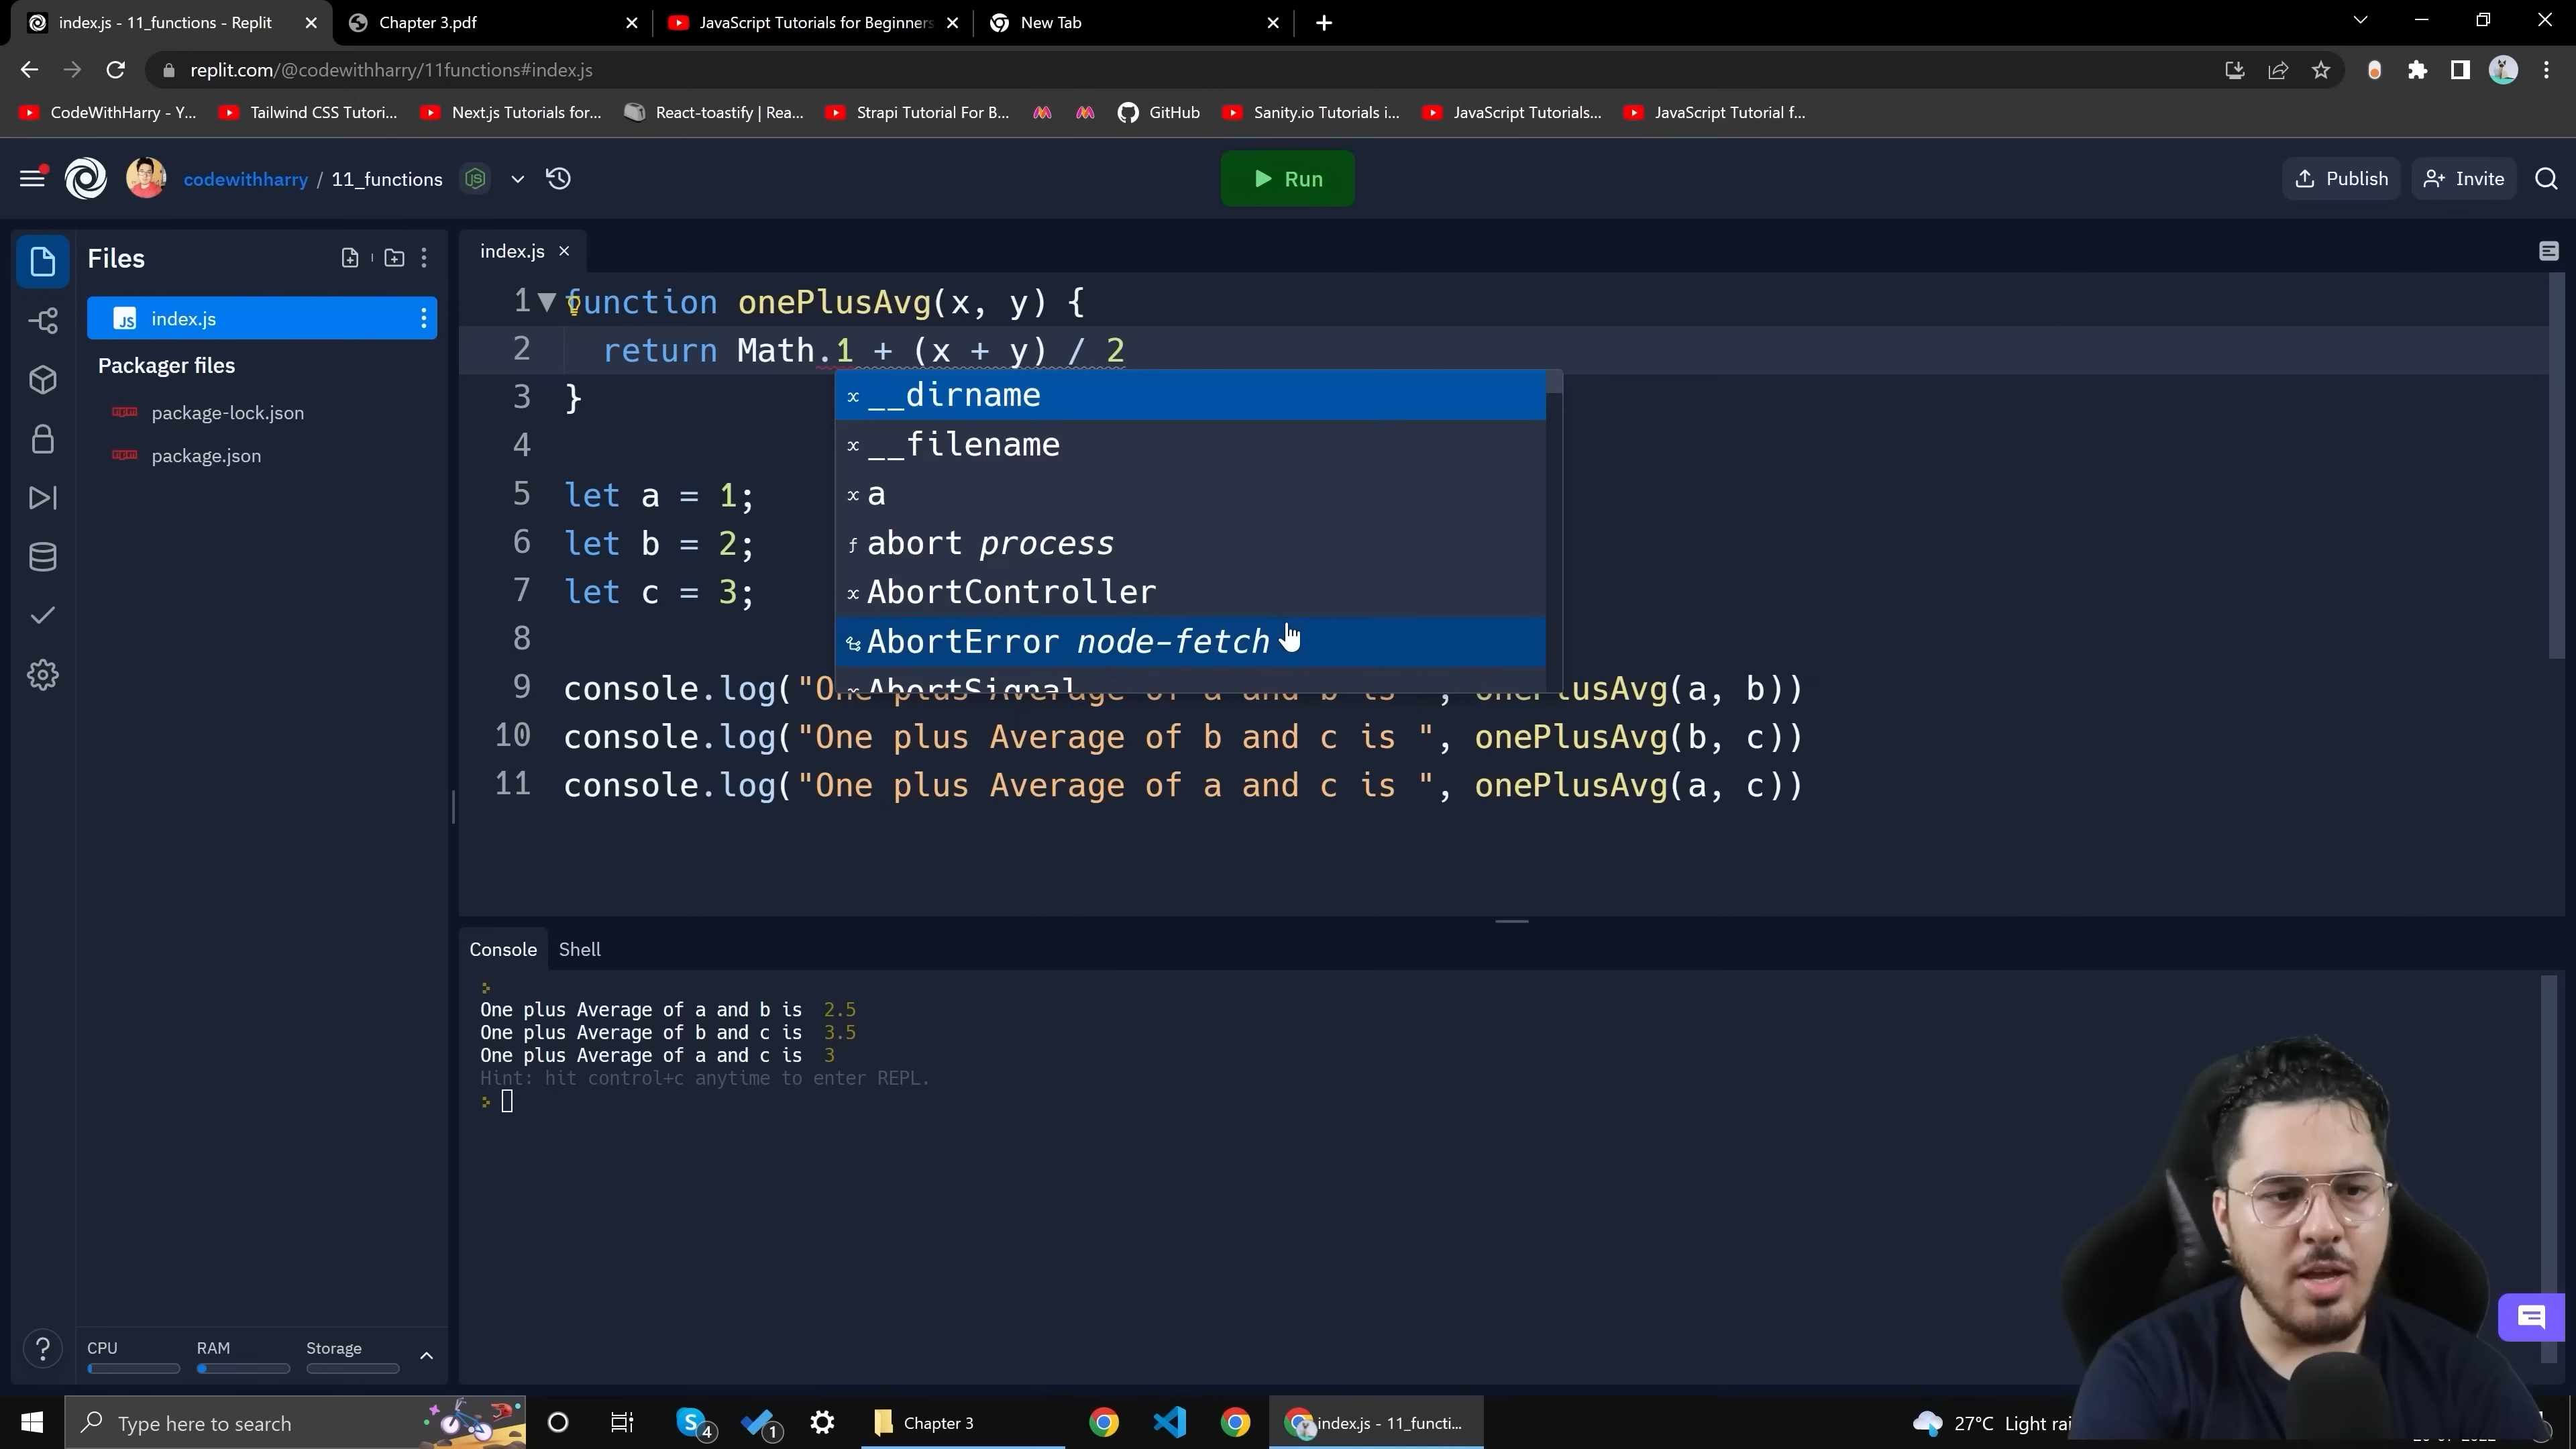 index.js - 11_functions - Replit
Chapter 3.pdf
JavaScript Tutorials for Beginners
New Tab
replit.com/@codewithharry/11functions#index.js
CodeWithHarry - Y...
Tailwind CSS Tutori...
Next.js Tutorials for...
React-toastify | Rea...
Strapi Tutorial For B...
GitHub
Sanity.io Tutorials i...
JavaScript Tutorials...
JavaScript Tutorial f...
codewithharry / 11_functions
Run
Publish
Invite
Files
index.js
Packager files
package-lock.json
package.json
index.js
1 function onePlusAvg(x, y) {
2 return Math.1 + (x + y) / 2
3 }
4
5 let a = 1;
6 let b = 2;
7 let c = 3;
8
__dirname
__filename
a
abort process
AbortController
AbortError node-fetch
AbortSignal
9 console.log("One plus Average of a and b is ", onePlusAvg(a, b))
10 console.log("One plus Average of b and c is ", onePlusAvg(b, c))
11 console.log("One plus Average of a and c is ", onePlusAvg(a, c))
Console Shell
One plus Average of a and b is 2.5
One plus Average of b and c is 3.5
One plus Average of a and c is 3
Hint: hit control+c anytime to enter REPL.
CPU RAM Storage
Type here to search
4
1
Chapter 3
index.js - 11_functi...
27°C Light